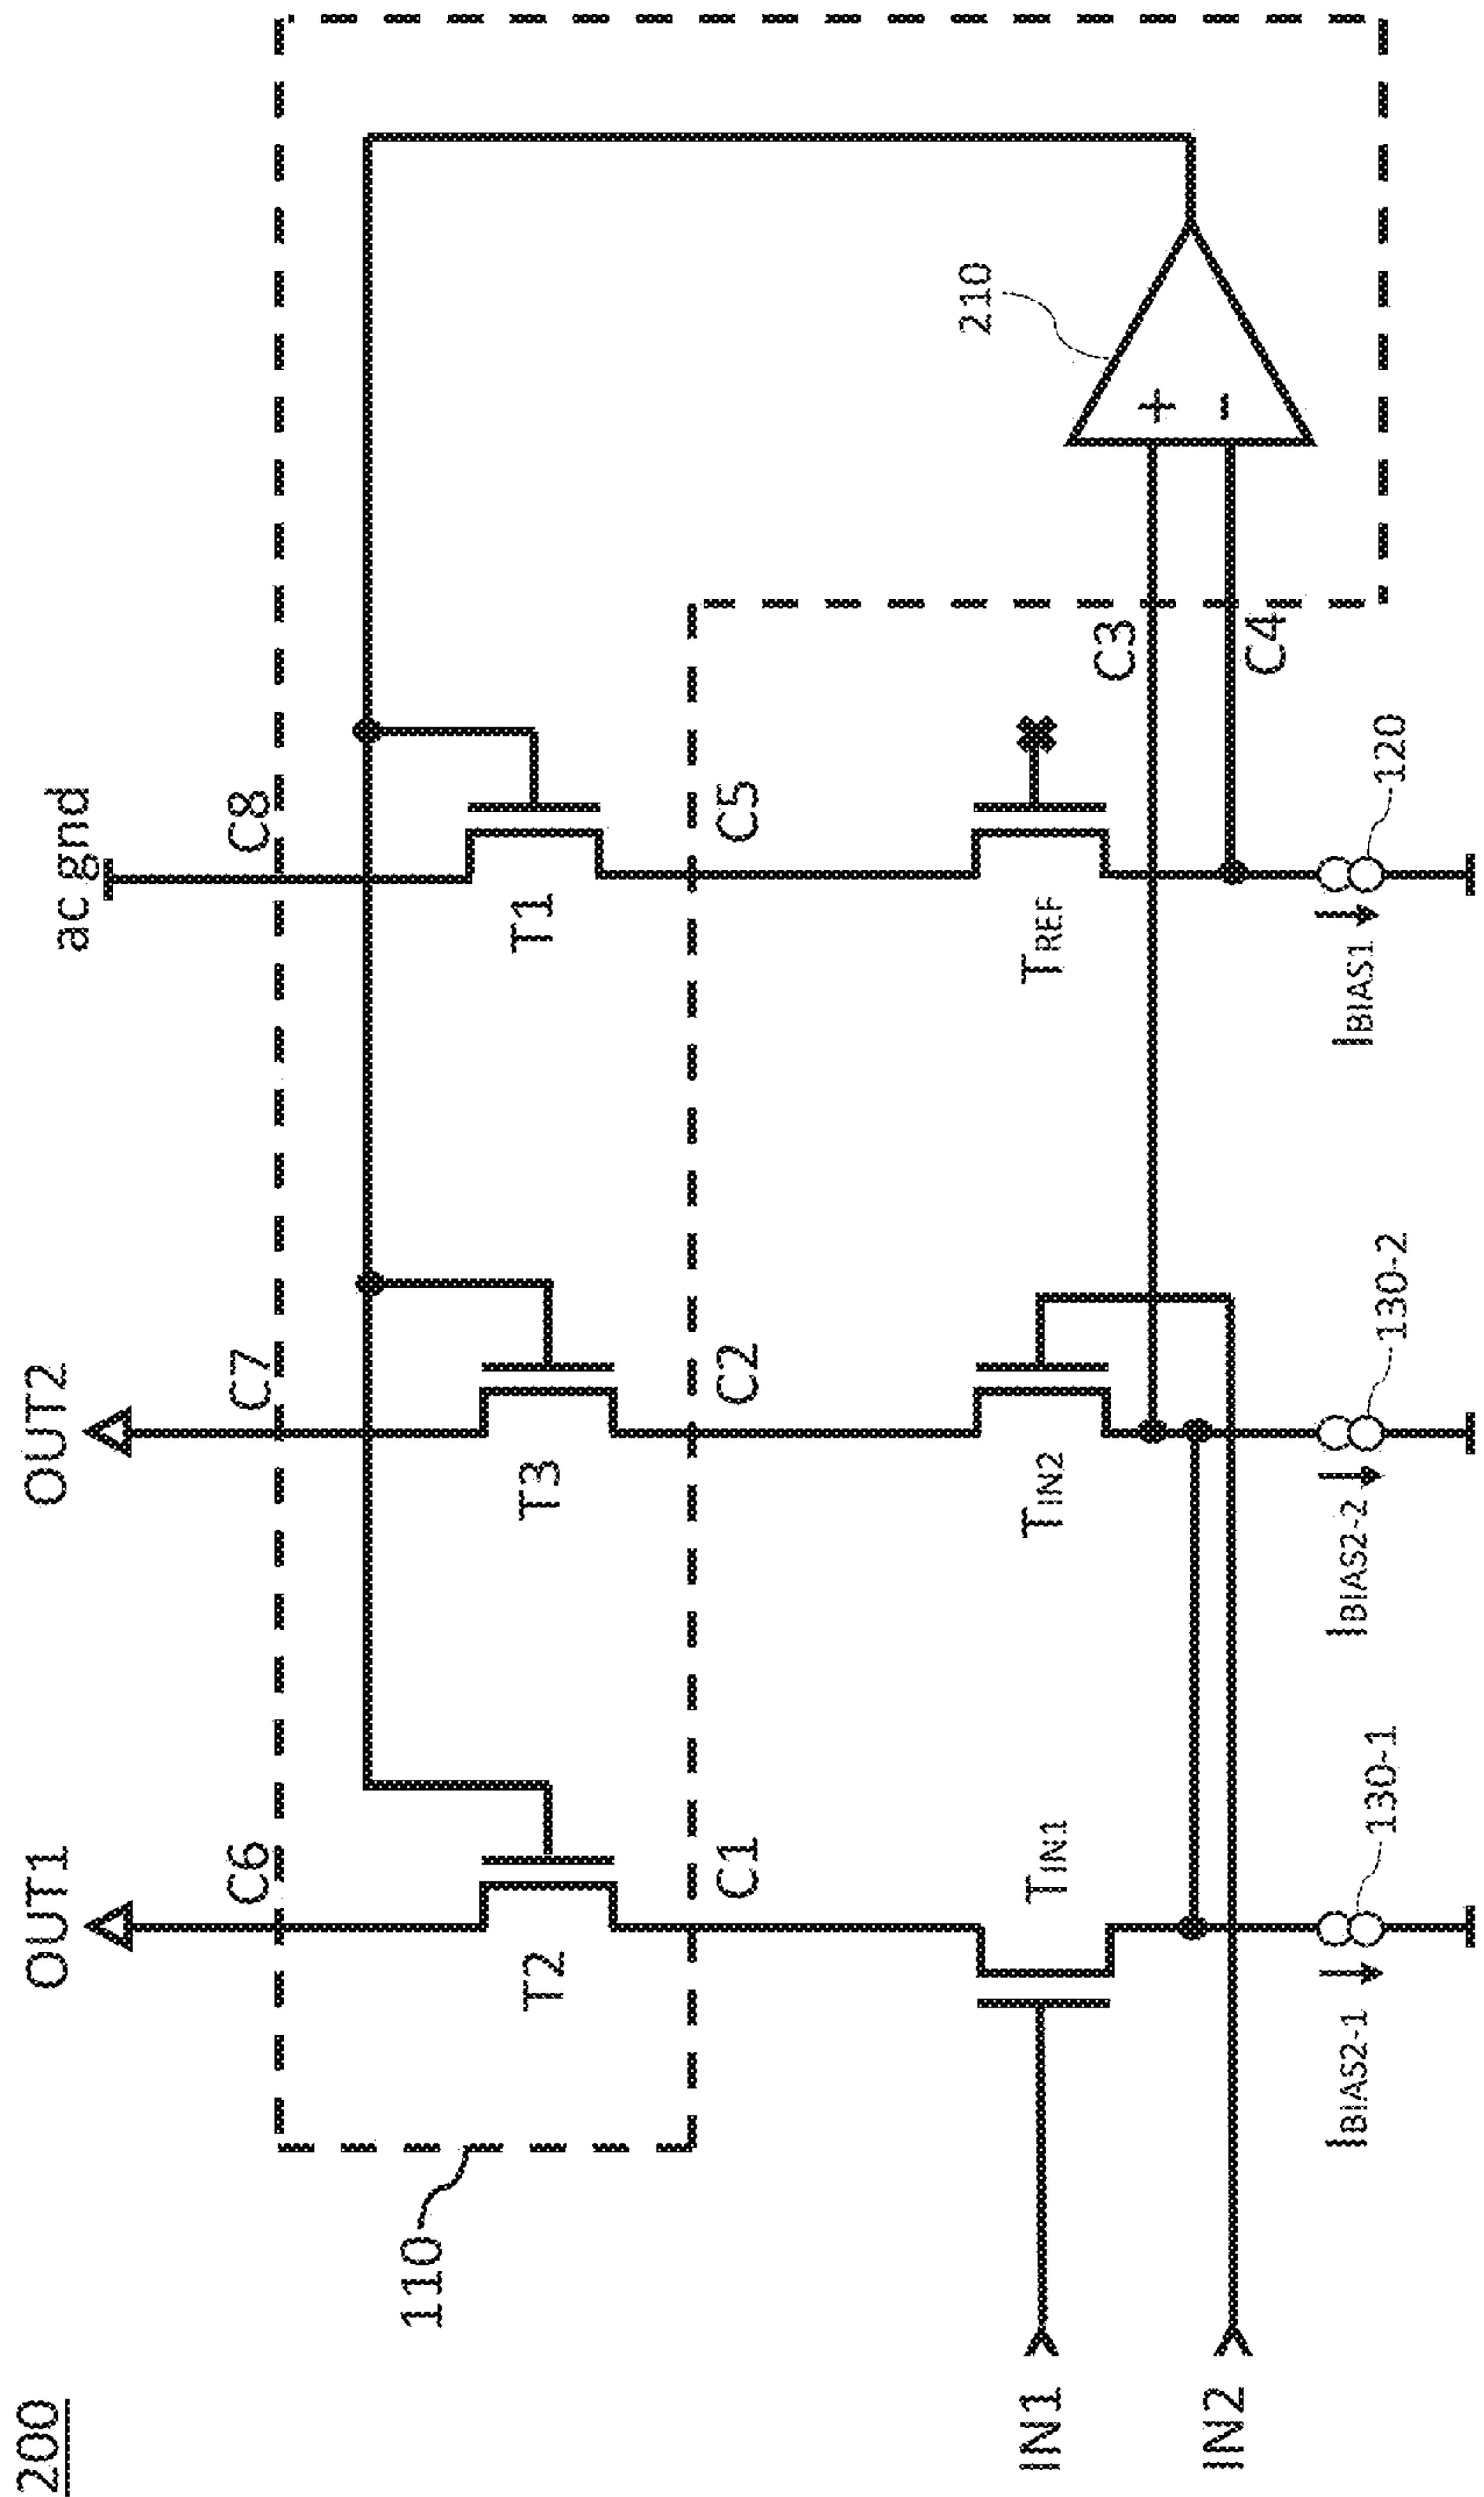 200
OUT1
OUT2
ac gnd
C6
C7
C8
110
T2
T3
T1
C1
C2
C5
210
+
-
IN1
TIN1
TIN2
TREF
C3
IN2
C4
IBIAS2-1
130-1
IBIAS2-2
130-2
IBIAS1
120